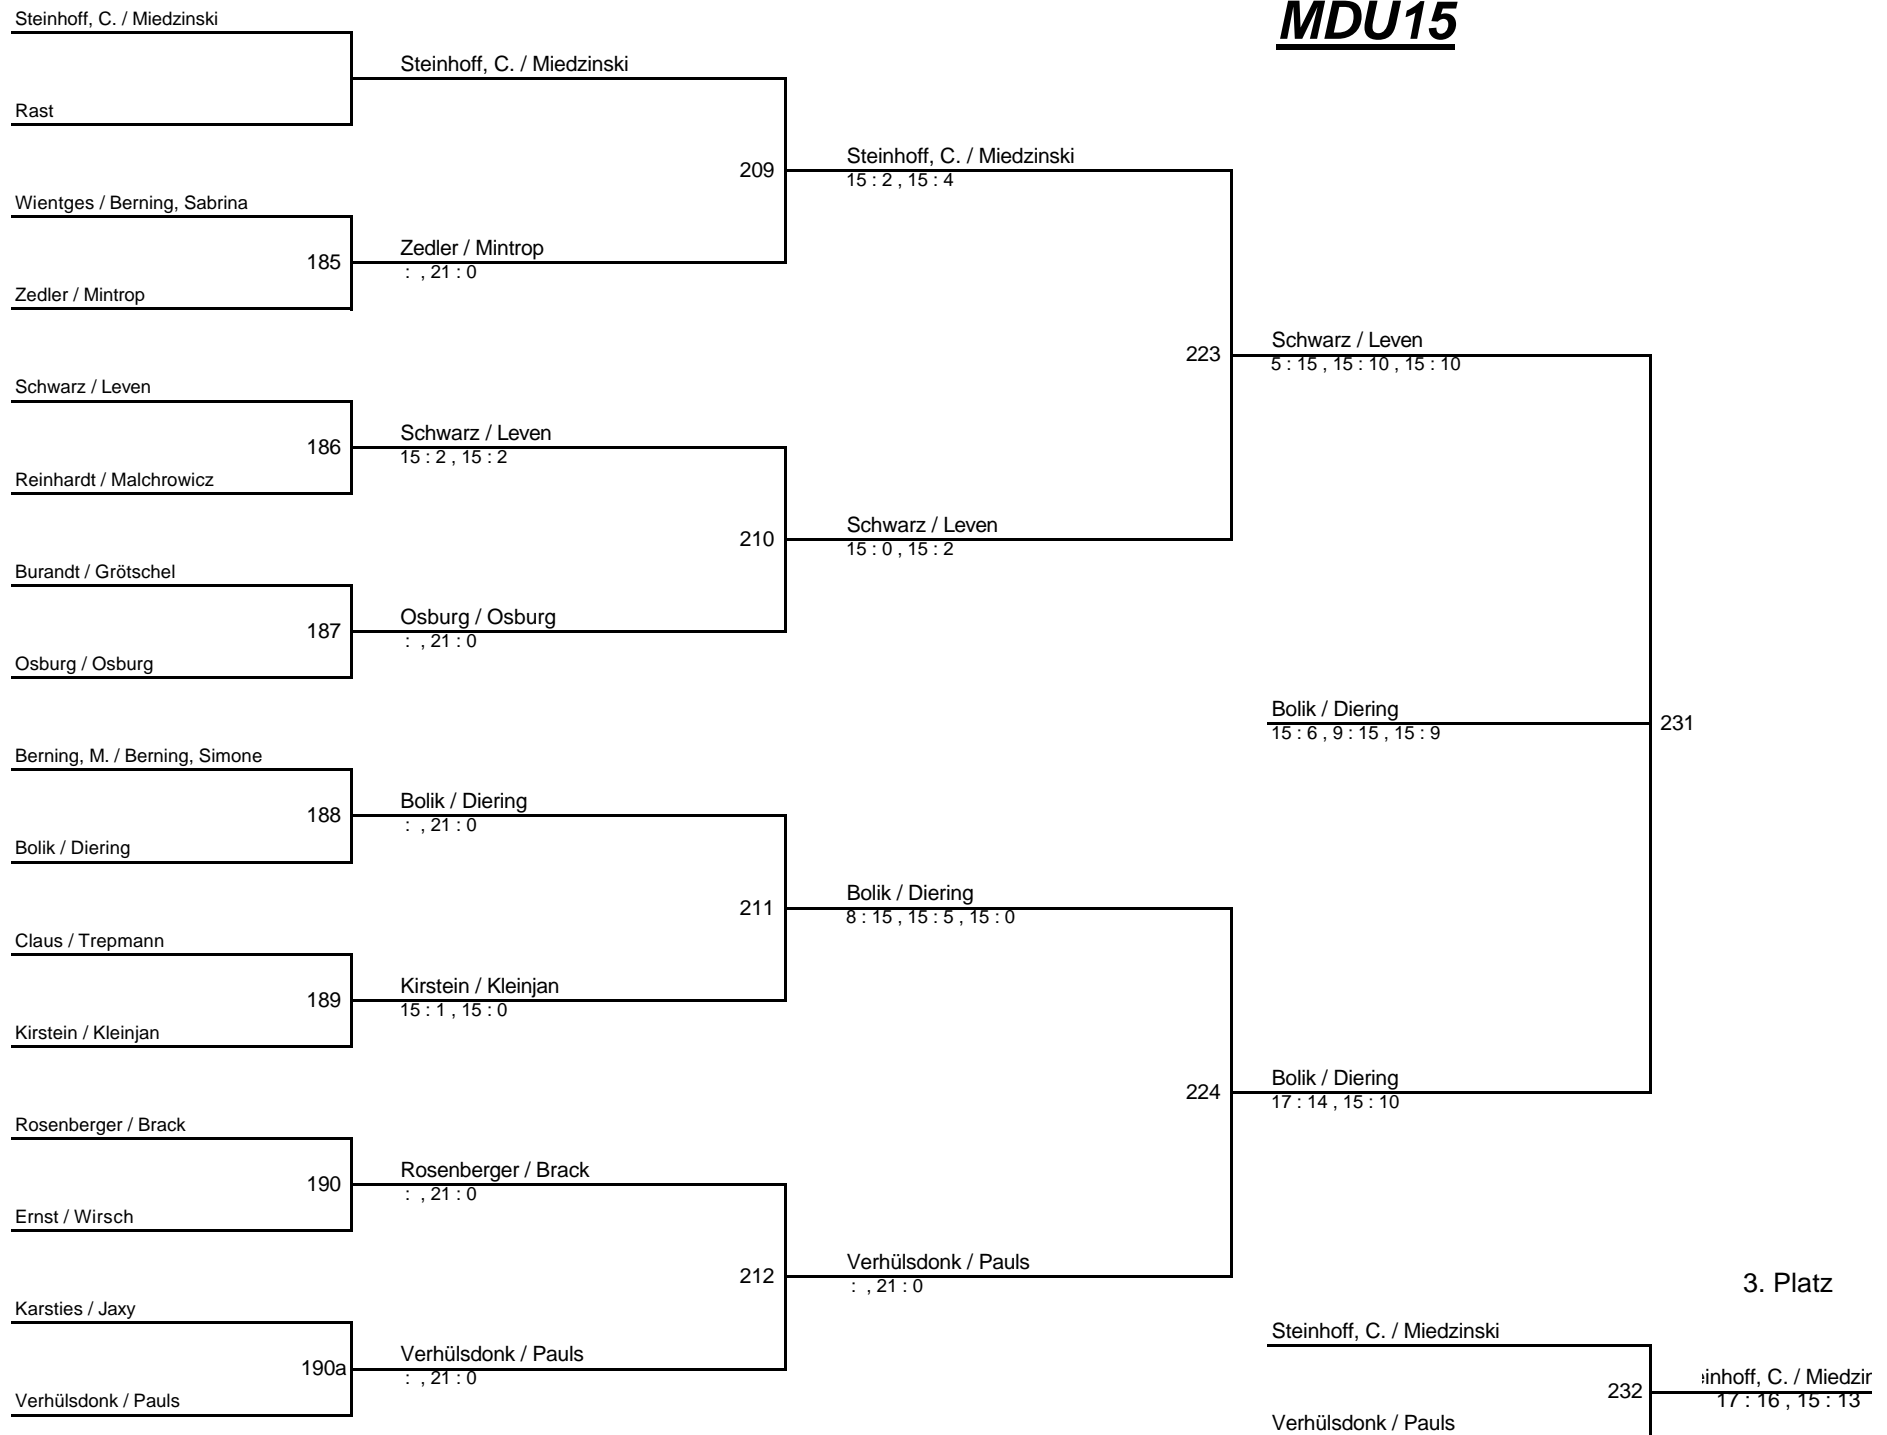 MDU15
Steinhoff, C. / Miedzinski
Steinhoff, C. / Miedzinski
Rast
209
Steinhoff, C. / Miedzinski
15 : 2 , 15 : 4
Wientges / Berning, Sabrina
185
Zedler / Mintrop
: , 21 : 0
Zedler / Mintrop
223
Schwarz / Leven
5 : 15 , 15 : 10 , 15 : 10
Schwarz / Leven
186
Schwarz / Leven
15 : 2 , 15 : 2
Reinhardt / Malchrowicz
210
Schwarz / Leven
15 : 0 , 15 : 2
Burandt / Grötschel
187
Osburg / Osburg
: , 21 : 0
Osburg / Osburg
Bolik / Diering
15 : 6 , 9 : 15 , 15 : 9
231
Berning, M. / Berning, Simone
188
Bolik / Diering
: , 21 : 0
Bolik / Diering
211
Bolik / Diering
8 : 15 , 15 : 5 , 15 : 0
Claus / Trepmann
189
Kirstein / Kleinjan
15 : 1 , 15 : 0
Kirstein / Kleinjan
224
Bolik / Diering
17 : 14 , 15 : 10
Rosenberger / Brack
190
Rosenberger / Brack
: , 21 : 0
Ernst / Wirsch
212
Verhülsdonk / Pauls
: , 21 : 0
3. Platz
Karsties / Jaxy
190a
Verhülsdonk / Pauls
: , 21 : 0
Verhülsdonk / Pauls
Steinhoff, C. / Miedzinski
232
inhoff, C. / Miedzir
17 : 16 , 15 : 13
Verhülsdonk / Pauls